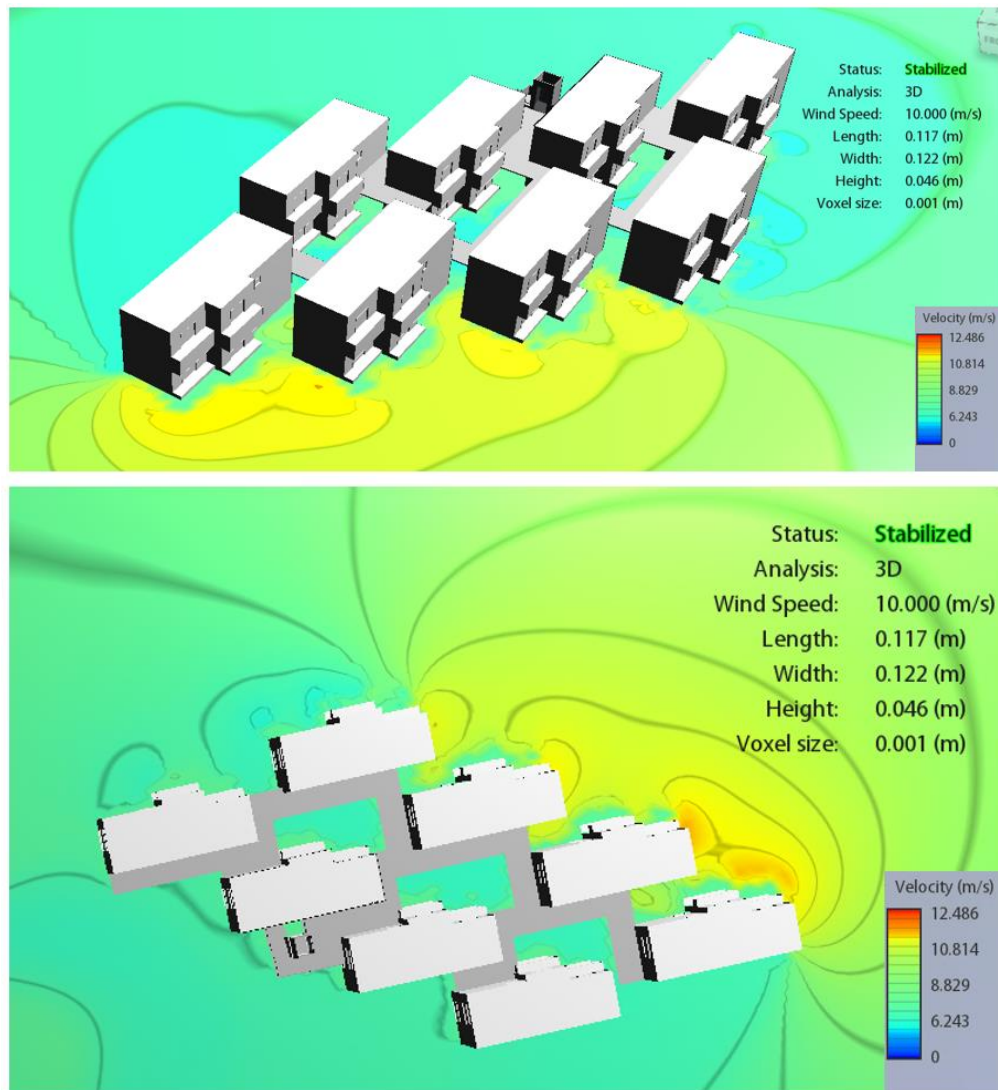 Status: Stabilized
Analysis: 3D
Wind Speed: 10.000 (m/s)
Length: 0.117 (m)
Width: 0.122 (m)
Height: 0.046 (m)
Voxel size: 0.001 (m)
Velocity (m/s)
12.486
10.814
8.829
6.243
0
Status: Stabilized
Analysis: 3D
Wind Speed: 10.000 (m/s)
Length: 0.117 (m)
Width: 0.122 (m)
Height: 0.046 (m)
Voxel size: 0.001 (m)
Velocity (m/s)
12.486
10.814
8.829
6.243
0